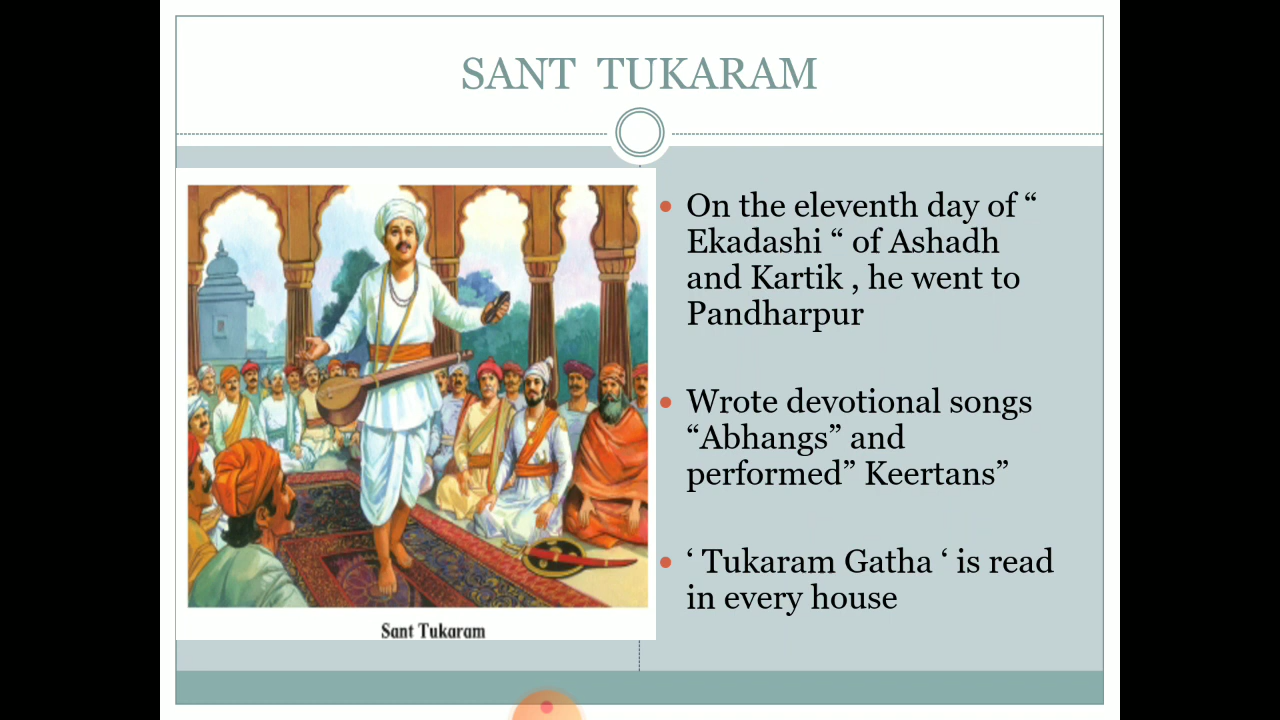 SANT TUKARAM
On the eleventh day of “
Ekadashi “ of Ashadh
and Kartik , he went to
Pandharpur
Wrote devotional songs
“Abhangs” and
performed” Keertans”
‘ Tukaram Gatha ‘ is read
in every house
Sant Tukaram